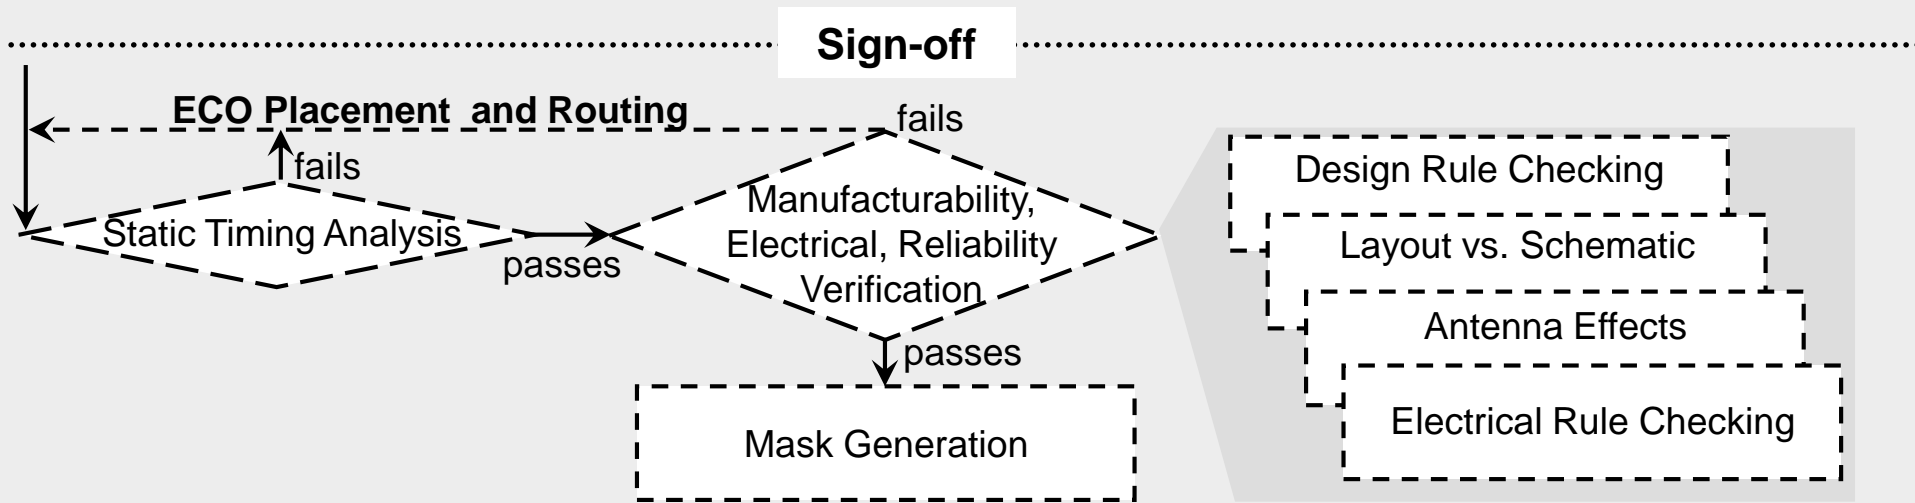 Sign-off
ECO Placement  and Routing
fails
fails
Static Timing Analysis
passes
Manufacturability,
Electrical, Reliability
Verification
passes
Mask Generation
Design Rule Checking
Layout vs. Schematic
Antenna Effects
Electrical Rule Checking